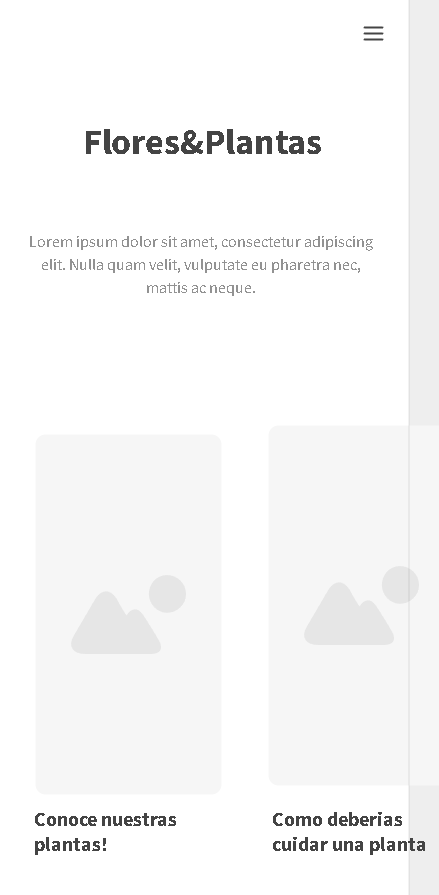 Flores&Plantas
Lorem ipsum dolor sit amet, consectetur adipiscing
elit. Nulla quam velit, vulputate eu pharetra nec,
mattis ac neque.
Conoce nuestras
plantas!
Como deberias
cuidar una planta